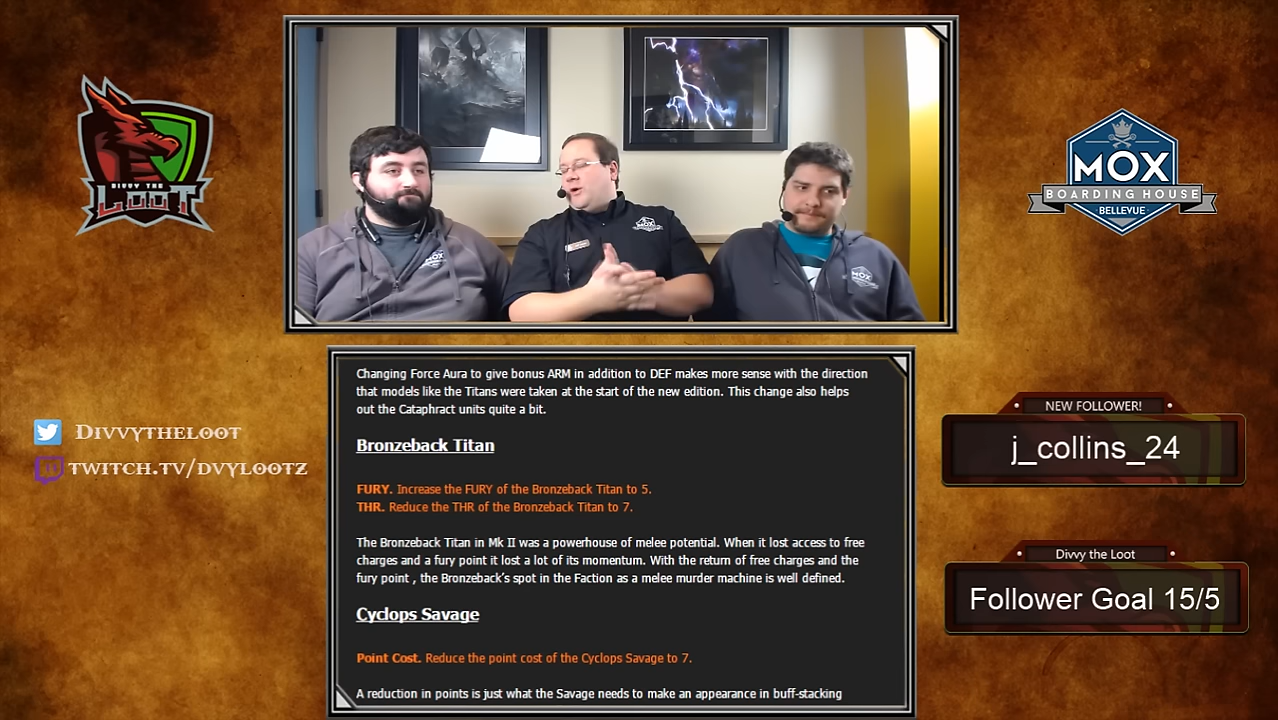 DIVVY THE
LOOT
MOX
BOARDING HOUSE
BELLEVUE
MOX
MOX
MOX
Changing Force Aura to give bonus ARM in addition to DEF makes more sense with the direction
that models like the Titans were taken at the start of the new edition. This change also helps
out the Cataphract units quite a bit.
Bronzeback Titan
FURY. Increase the FURY of the Bronzeback Titan to 5.
THR. Reduce the THR of the Bronzeback Titan to 7.
The Bronzeback Titan in Mk II was a powerhouse of melee potential. When it lost access to free
charges and a fury point it lost a lot of its momentum. With the return of free charges and the
fury point , the Bronzeback's spot in the Faction as a melee murder machine is well defined.
Cyclops Savage
Point Cost. Reduce the point cost of the Cyclops Savage to 7.
A reduction in points is just what the Savage needs to make an appearance in buff-stacking
Divvytheloot
twitch.tv/dvylootz
NEW FOLLOWER!
j_collins_24
Divvy the Loot
Follower Goal 15/5